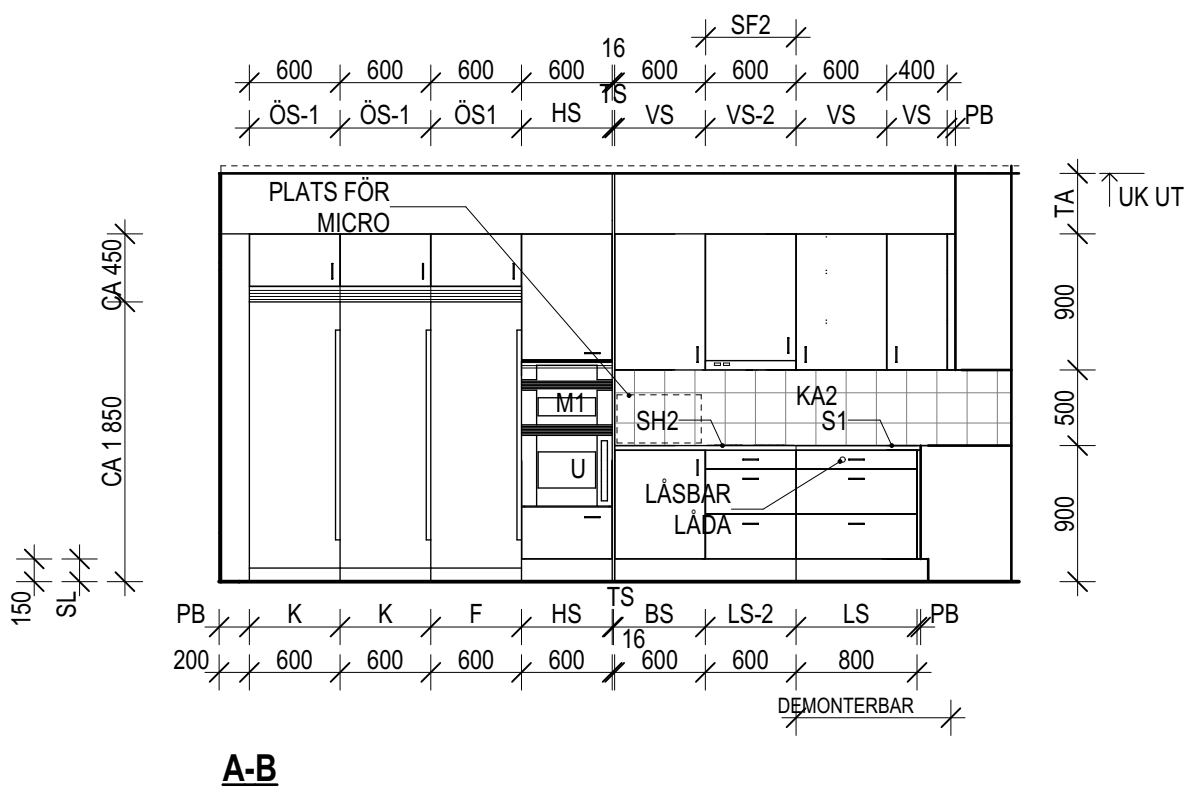 SF2
16
600 600 600 600 600 600 600 400
TS
ÖS-1 ÖS-1 ÖS1 HS VS VS-2 VS VS PB
PLATS FÖR
MICRO
TA
UK UT
CA 450
900
CA 1 850
M1
KA2
SH2
S1
500
U
LÅSBAR
LÅDA
900
150
SL
TS
PB K K F HS BS LS-2 LS PB
16
200 600 600 600 600 600 600 800
DEMONTERBAR
A-B